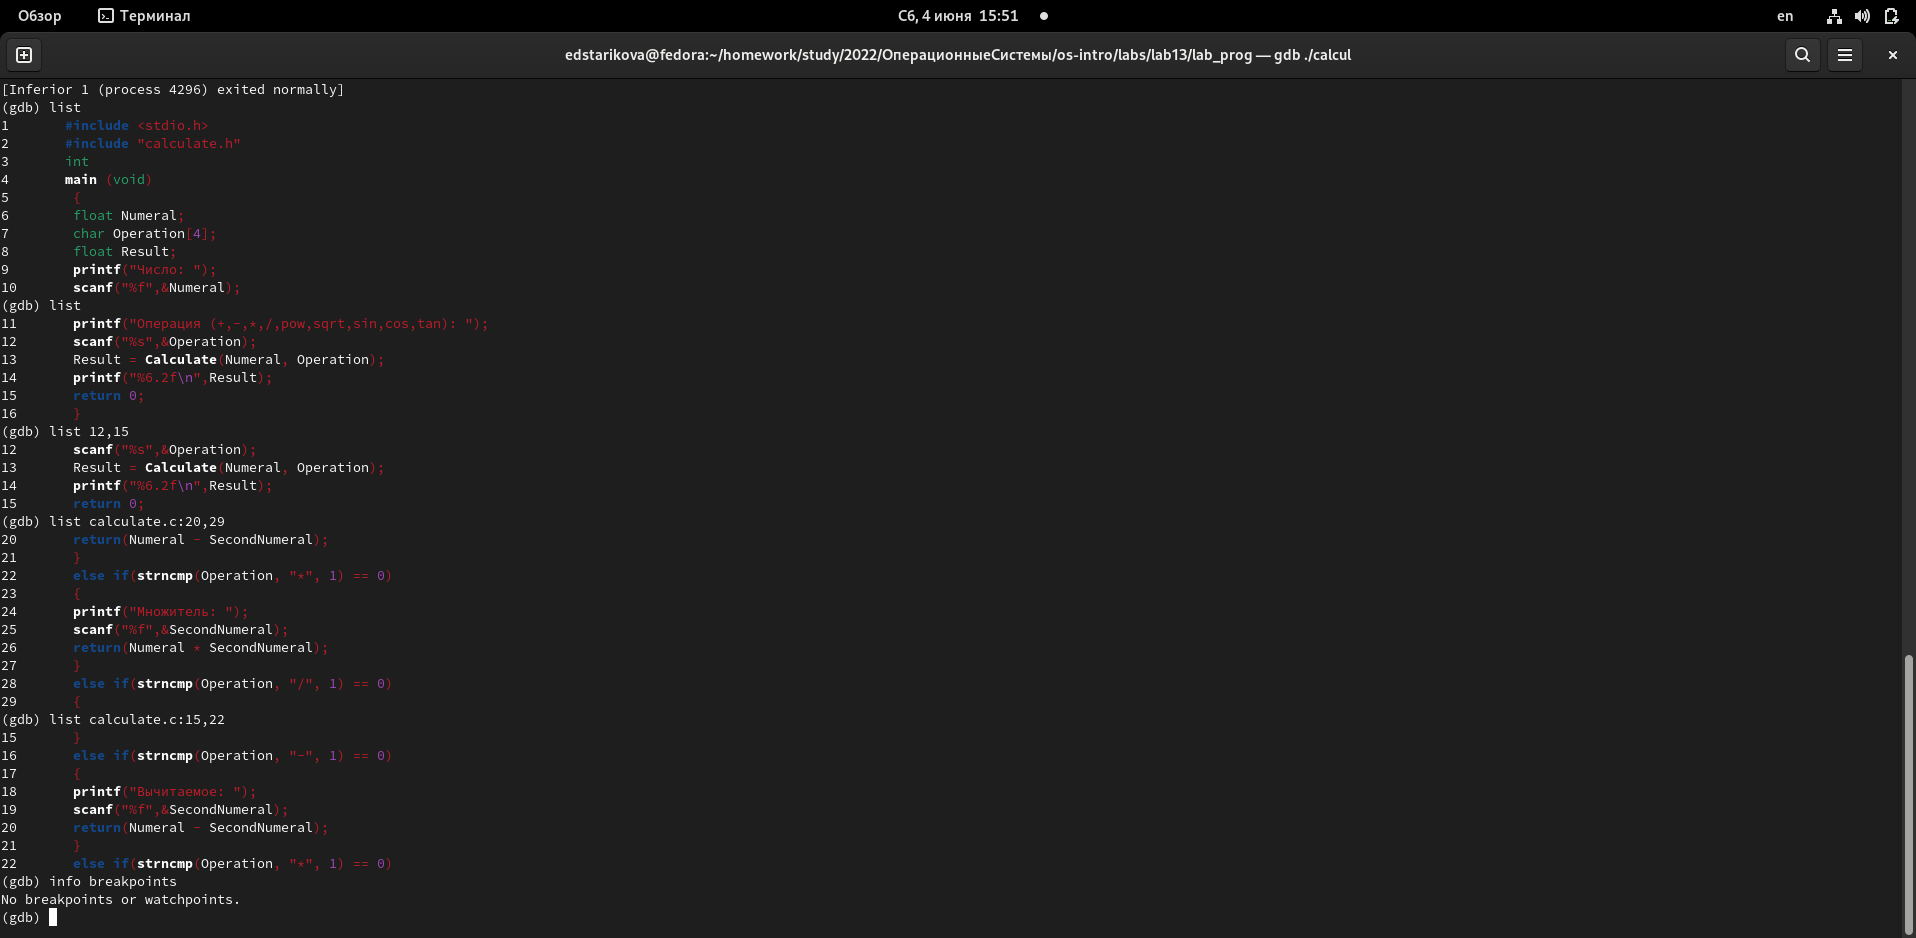 Обзор Терминал Сб, 4 июня 15:51 en
edstarikova@fedora:~/homework/study/2022/ОперационныеСистемы/os-intro/labs/lab13/lab_prog — gdb ./calcul
[Inferior 1 (process 4296) exited normally]
(gdb) list
1       #include <stdio.h>
2       #include "calculate.h"
3       int
4       main (void)
5        {
6        float Numeral;
7        char Operation[4];
8        float Result;
9        printf("Число: ");
10       scanf("%f",&Numeral);
(gdb) list
11       printf("Операция (+,-,*,/,pow,sqrt,sin,cos,tan): ");
12       scanf("%s",&Operation);
13       Result = Calculate(Numeral, Operation);
14       printf("%6.2f\n",Result);
15       return 0;
16       }
(gdb) list 12,15
12       scanf("%s",&Operation);
13       Result = Calculate(Numeral, Operation);
14       printf("%6.2f\n",Result);
15       return 0;
(gdb) list calculate.c:20,29
20       return(Numeral - SecondNumeral);
21       }
22       else if(strncmp(Operation, "*", 1) == 0)
23       {
24       printf("Множитель: ");
25       scanf("%f",&SecondNumeral);
26       return(Numeral * SecondNumeral);
27       }
28       else if(strncmp(Operation, "/", 1) == 0)
29       {
(gdb) list calculate.c:15,22
15       }
16       else if(strncmp(Operation, "-", 1) == 0)
17       {
18       printf("Вычитаемое: ");
19       scanf("%f",&SecondNumeral);
20       return(Numeral - SecondNumeral);
21       }
22       else if(strncmp(Operation, "*", 1) == 0)
(gdb) info breakpoints
No breakpoints or watchpoints.
(gdb)